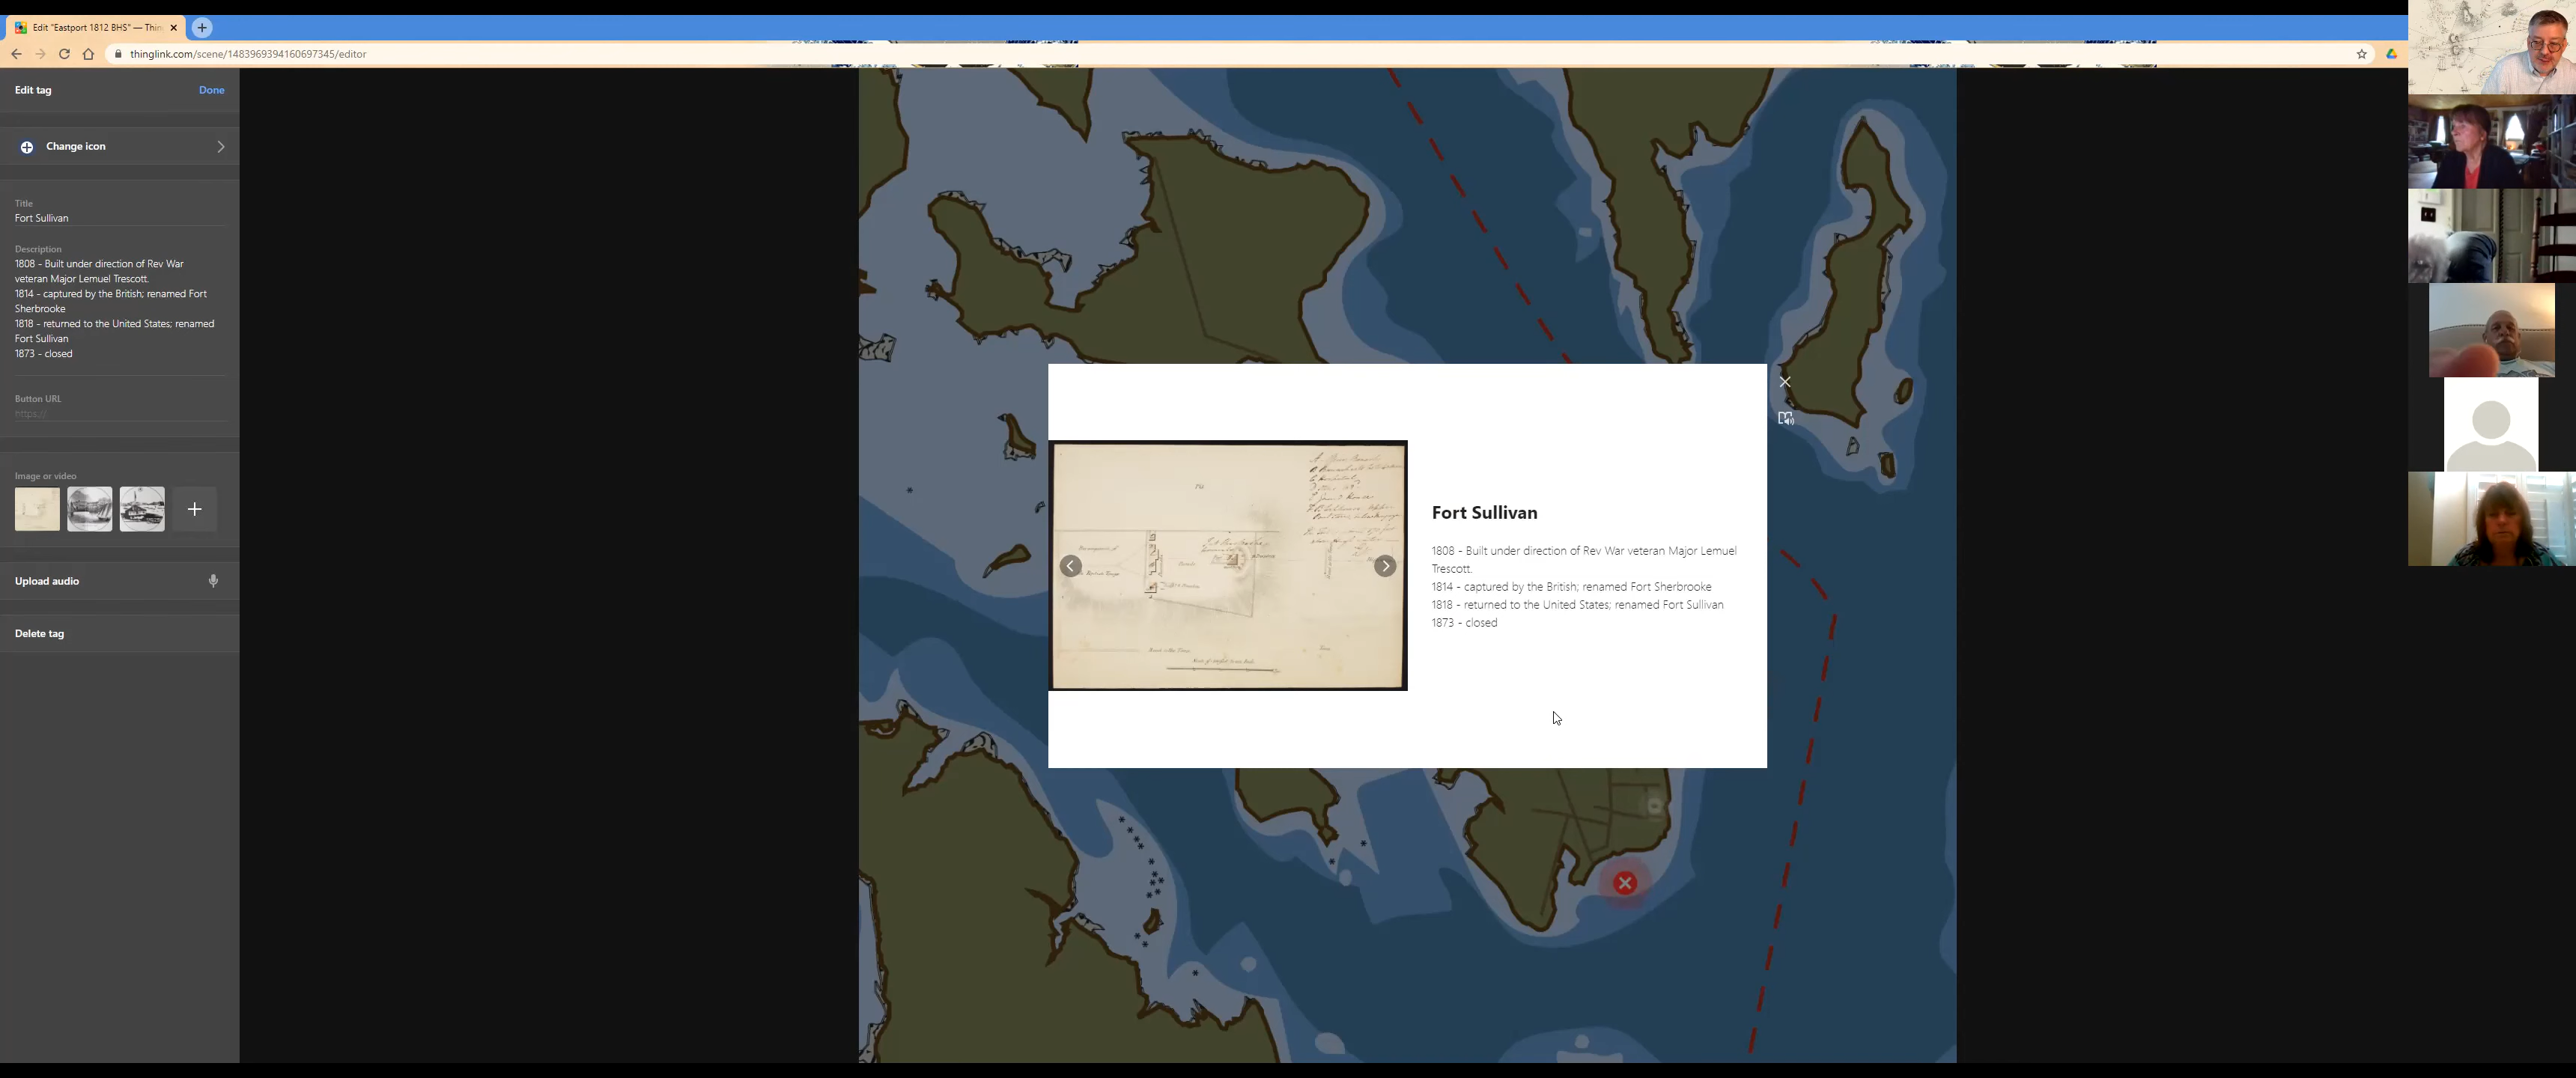 Edit "Eastport 1812 BHS" — Thin
thinglink.com/scene/1483969394160697345/editor
Edit tag
Done
Change icon
Title
Fort Sullivan
Description
1808 - Built under direction of Rev War
veteran Major Lemuel Trescott.
1814 - captured by the British; renamed Fort
Sherbrooke
1818 - returned to the United States; renamed
Fort Sullivan
1873 - closed
Button URL
https://
Image or video
Upload audio
Delete tag
Fort Sullivan
1808 - Built under direction of Rev War veteran Major Lemuel
Trescott.
1814 - captured by the British; renamed Fort Sherbrooke
1818 - returned to the United States; renamed Fort Sullivan
1873 - closed